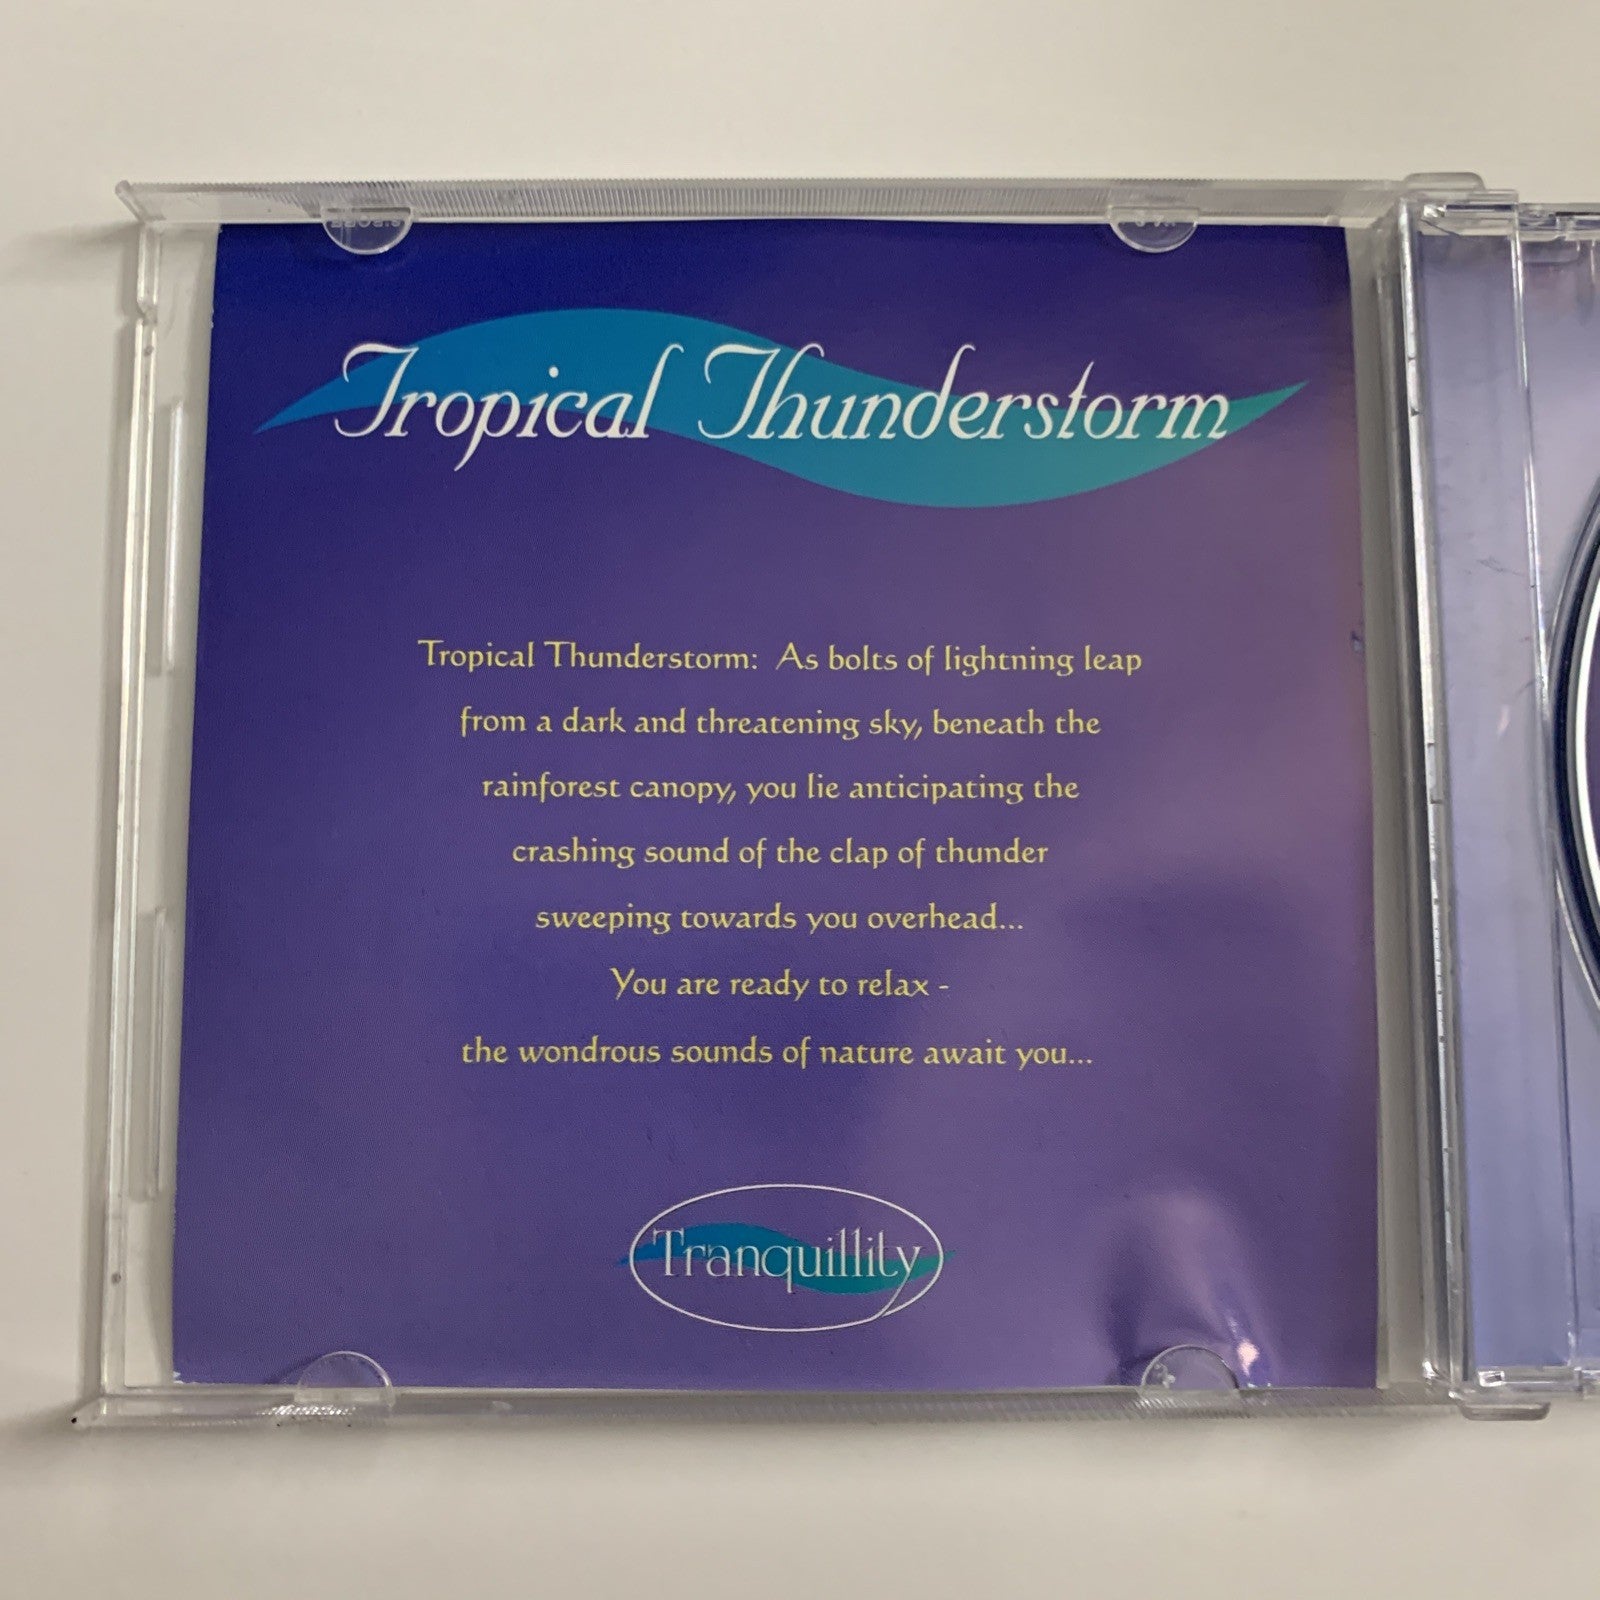 Tropical Thunderstorm
Tropical Thunderstorm: As bolts of lightning leap
from a dark and threatening sky, beneath the
rainforest canopy, you lie anticipating the
crashing sound of the clap of thunder
sweeping towards you overhead...
You are ready to relax -
the wondrous sounds of nature await you...
Tranquillity